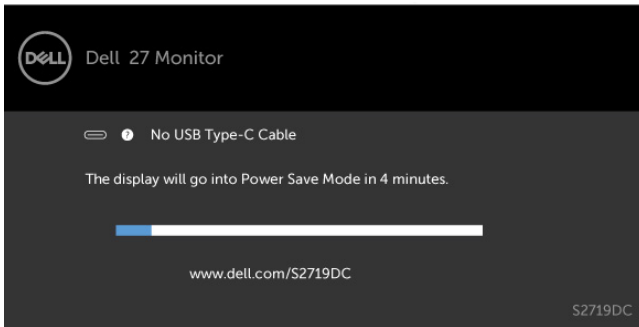 DELL
Dell 27 Monitor
? No USB Type-C Cable
The display will go into Power Save Mode in 4 minutes.
www.dell.com/S2719DC
S2719DC